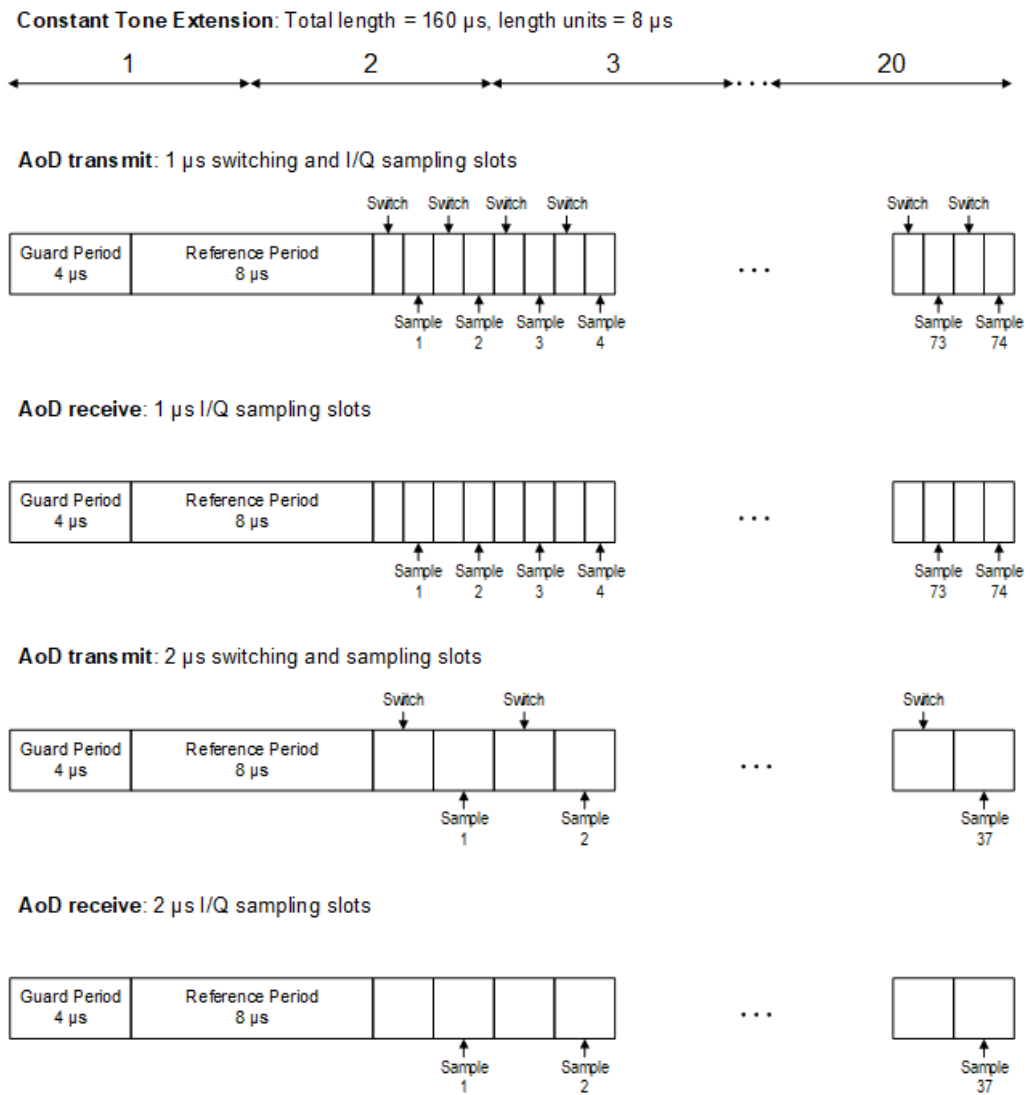 Constant Tone Extension: Total length = 160 µs, length units = 8 µs
1 2 3 ... 20
AoD transmit: 1 µs switching and I/Q sampling slots
Switch Switch Switch Switch Switch Switch
Guard Period Reference Period
4 µs 8 µs ...
Sample Sample Sample Sample Sample Sample
1 2 3 4 73 74
AoD receive: 1 µs I/Q sampling slots
Guard Period Reference Period
4 µs 8 µs ...
Sample Sample Sample Sample Sample Sample
1 2 3 4 73 74
AoD transmit: 2 µs switching and sampling slots
Switch Switch Switch
Guard Period Reference Period
4 µs 8 µs ...
Sample Sample Sample
1 2 37
AoD receive: 2 µs I/Q sampling slots
Guard Period Reference Period
4 µs 8 µs ...
Sample Sample Sample
1 2 37